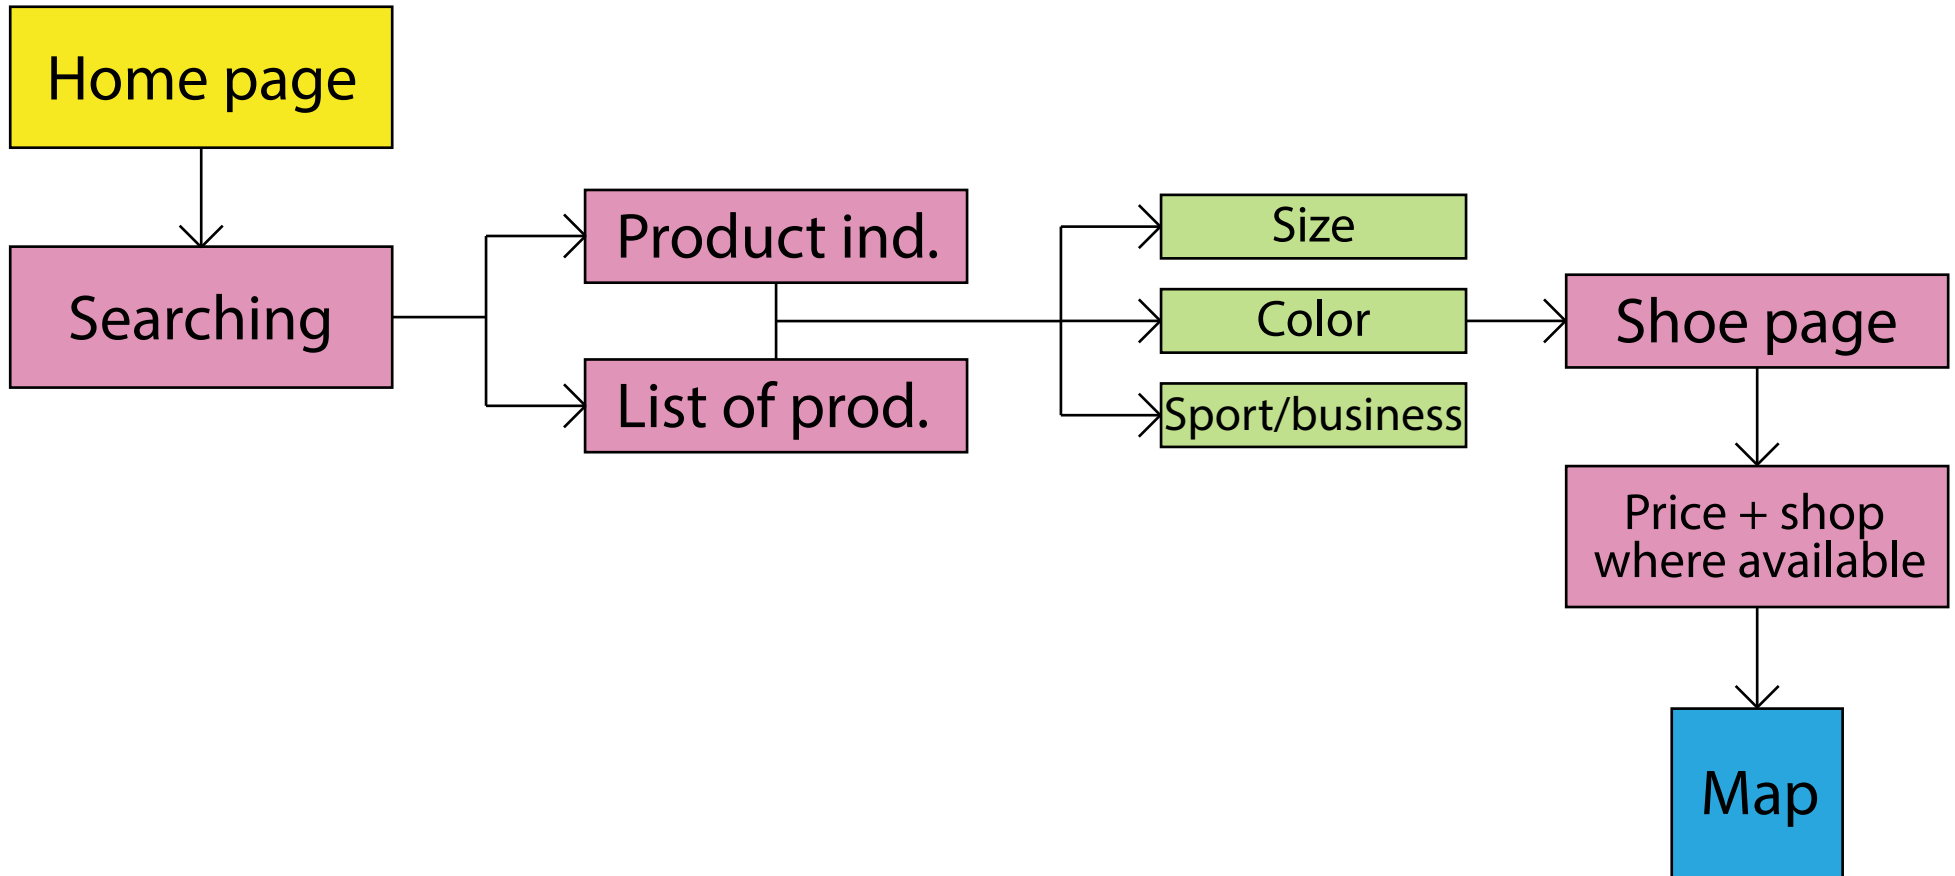 Home page
Searching
Product ind.
List of prod.
Size
Color
Sport/business
Shoe page
Price + shop
where available
Map